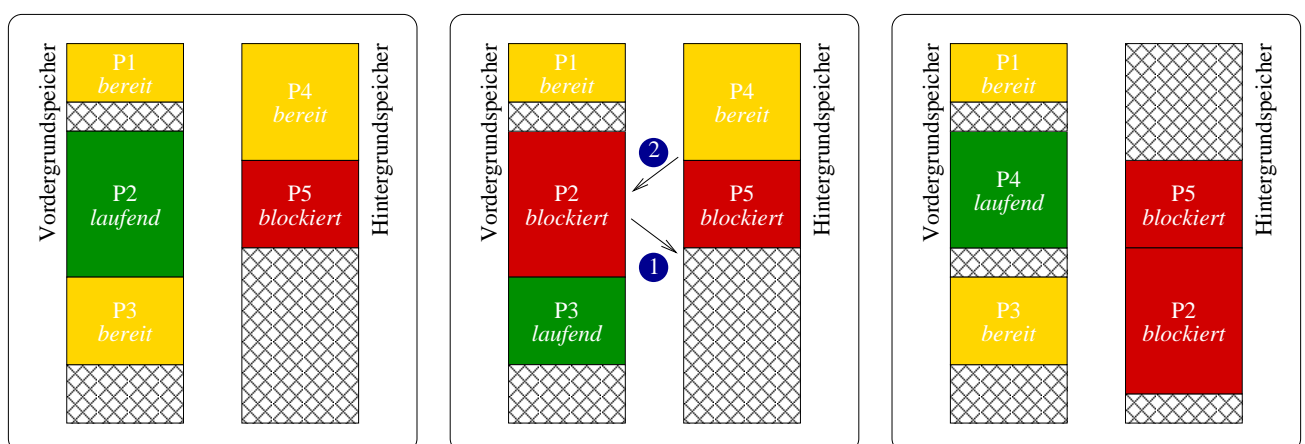 Vordergrundspeicher
P1
bereit
P2
laufend
P3
bereit
P4
bereit
P5
blockiert
Hintergrundspeicher
Vordergrundspeicher
P1
bereit
P2
blockiert
P3
laufend
2
1
P4
bereit
P5
blockiert
Hintergrundspeicher
Vordergrundspeicher
P1
bereit
P4
laufend
P3
bereit
P5
blockiert
P2
blockiert
Hintergrundspeicher